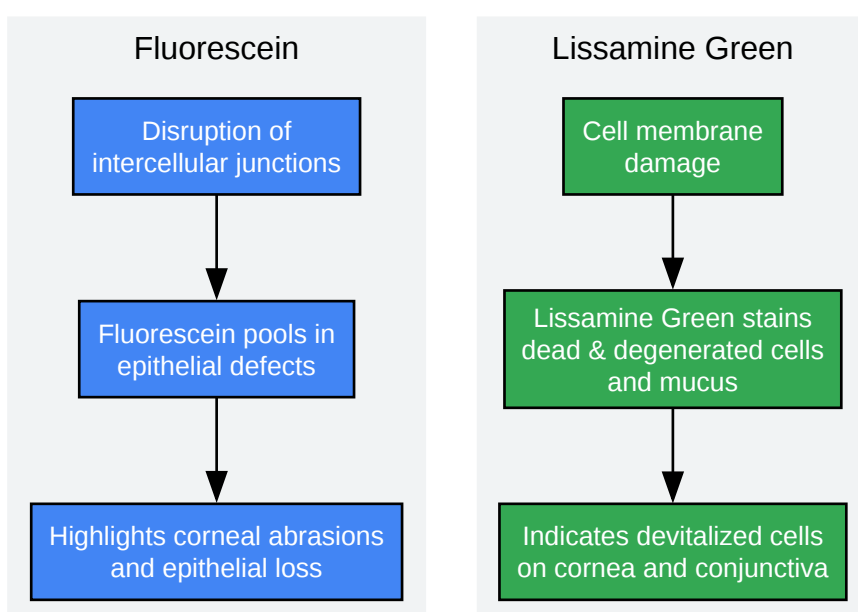 Fluorescein
Disruption of
intercellular junctions
Fluorescein pools in
epithelial defects
Highlights corneal abrasions
and epithelial loss
Lissamine Green
Cell membrane
damage
Lissamine Green stains
dead & degenerated cells
and mucus
Indicates devitalized cells
on cornea and conjunctiva